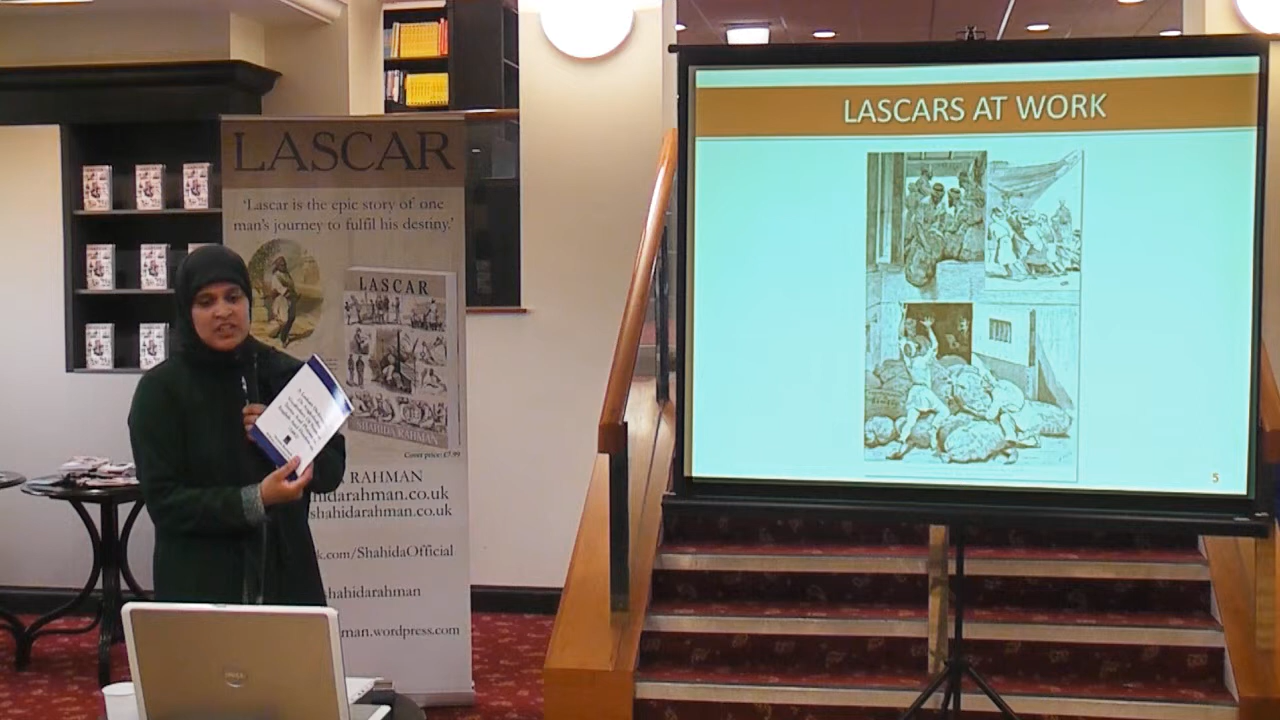 LASCAR
'Lascar is the epic story of one
man's journey to fulfil his destiny.'
LASCAR
SHAHIDA RAHMAN
Cover price: £7.99
RAHMAN
hidarahman.co.uk
shahidarahman.co.uk
k.com/ShahidaOfficial
hahidarahman
man.wordpress.com
LASCARS AT WORK
5
DELL